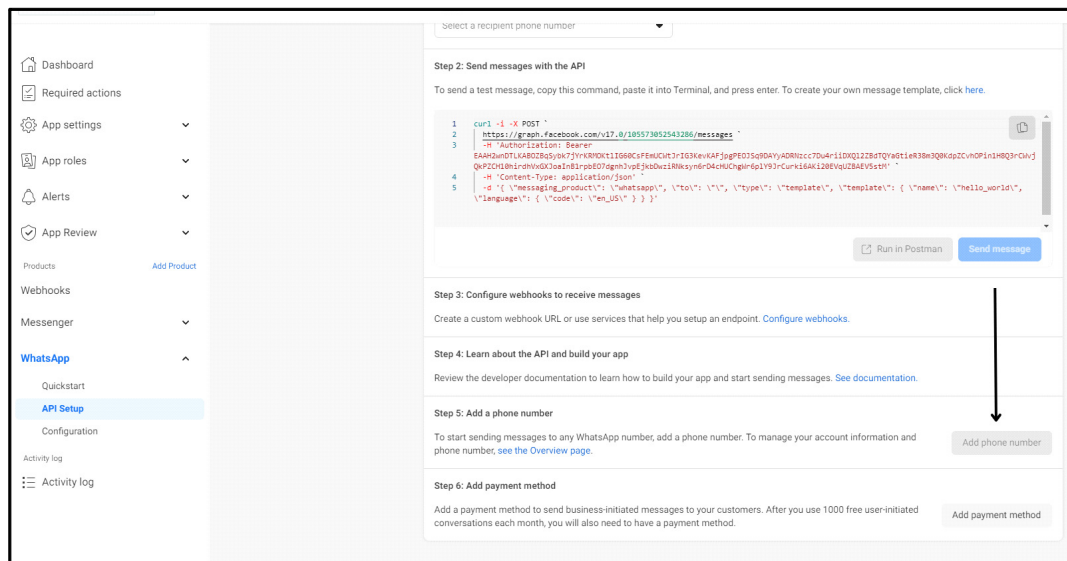 Select a recipient phone number
Dashboard
Required actions
App settings
App roles
Alerts
App Review
Products
Add Product
Webhooks
Messenger
WhatsApp
Quickstart
API Setup
Configuration
Activity log
Activity log
Step 2: Send messages with the API
To send a test message, copy this command, paste it into Terminal, and press enter. To create your own message template, click here.
1 curl -i -X POST `
2 https://graph.facebook.com/v17.0/105573052543286/messages `
3 -H 'Authorization: Bearer
4 -H 'Content-Type: application/json' `
5 -d '{ \"messaging_product\": \"whatsapp\", \"to\": \"\", \"type\": \"template\", \"template\": { \"name\": \"hello_world\",
\"language\": { \"code\": \"en_US\" } } }'
Run in Postman
Send message
Step 3: Configure webhooks to receive messages
Create a custom webhook URL or use services that help you setup an endpoint. Configure webhooks.
Step 4: Learn about the API and build your app
Review the developer documentation to learn how to build your app and start sending messages. See documentation.
Step 5: Add a phone number
To start sending messages to any WhatsApp number, add a phone number. To manage your account information and
phone number, see the Overview page.
Add phone number
Step 6: Add payment method
Add a payment method to send business-initiated messages to your customers. After you use 1000 free user-initiated
conversations each month, you will also need to have a payment method.
Add payment method